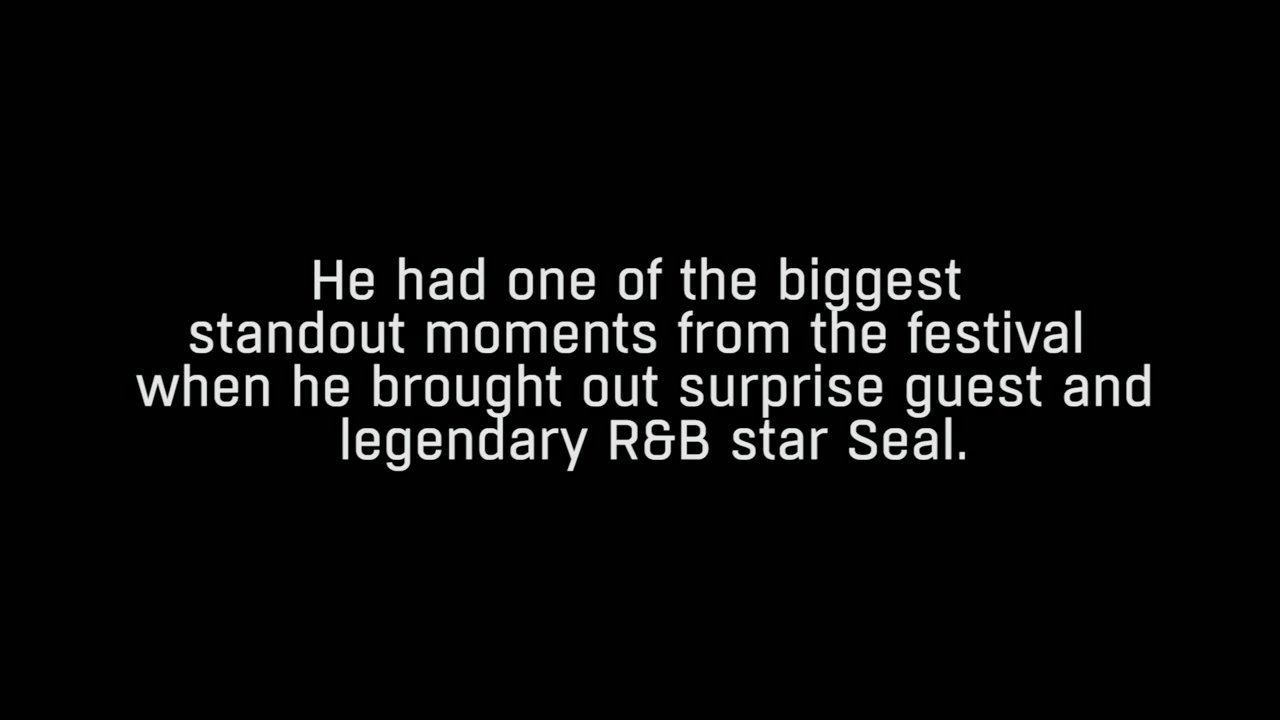 He had one of the biggest
standout moments from the festival
when he brought out surprise guest and
legendary R&B star Seal.